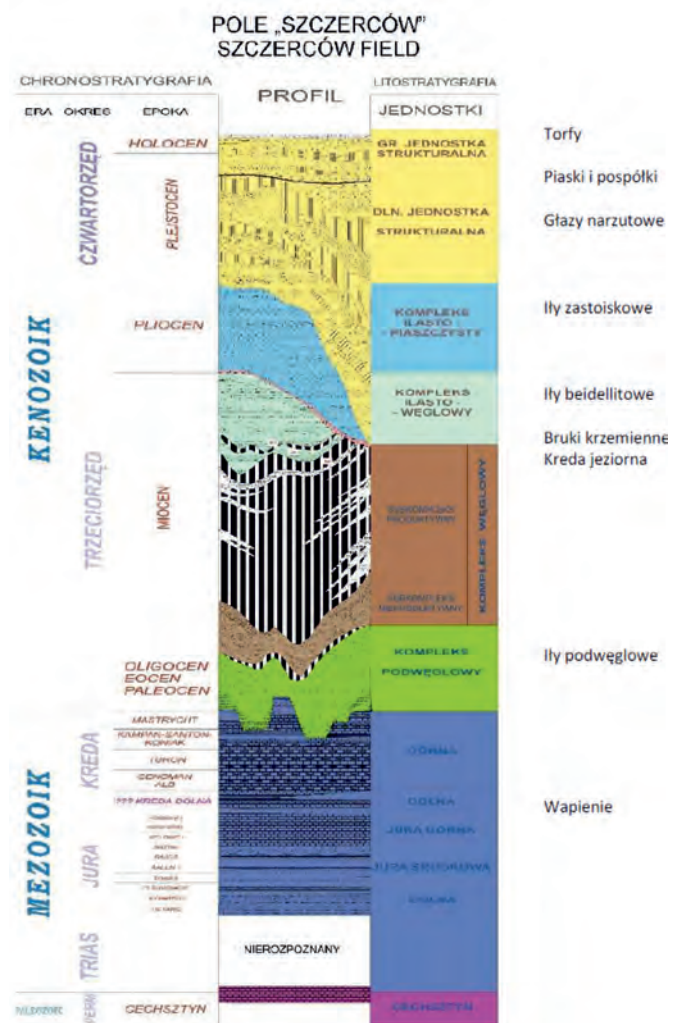 POLE „SZCZERCÓW”
SZCZERCÓW FIELD
CHRONOSTRATYGRAFIA
PROFIL
LITOSTRATYGRAFIA
ERA OKRES EPOKA
JEDNOSTKI
KENOZOIK
CZWARTORZĘD
HOLOCEN
GR. JEDNOSTKA
STRUKTURALNA
Torfy
PLEJSTOCEN
Piaski i pospółki
DLN. JEDNOSTKA
STRUKTURALNA
Głazy narzutowe
TRZECIORZĘD
PLIOCEN
KOMPLEKS
ILASTO -
- PIASZCZYSTY
Iły zastoiskowe
MIOCEN
KOMPLEKS
ILASTO -
- WĘGLOWY
Iły beidellitowe
Bruki krzemienne
Kreda jeziorna
KOMPLEKS WĘGLOWY
OLIGOCEN
EOCEN
PALEOCEN
KOMPLEKS
PODWĘGLOWY
Iły podwęglowe
MEZOZOIK
KREDA
MASTRYCHT
KAMPAN-SANTON-
KONIAK
TURON
CENOMAN
ALB
GÓRNA
??? KREDA DOLNA
DOLNA
Wapienie
JURA
JURA GÓRNA
JURA ŚRODKOWA
DOLNA
TRIAS
NIEROZPOZNANY
PERM
CECHSZTYN
CECHSZTYN